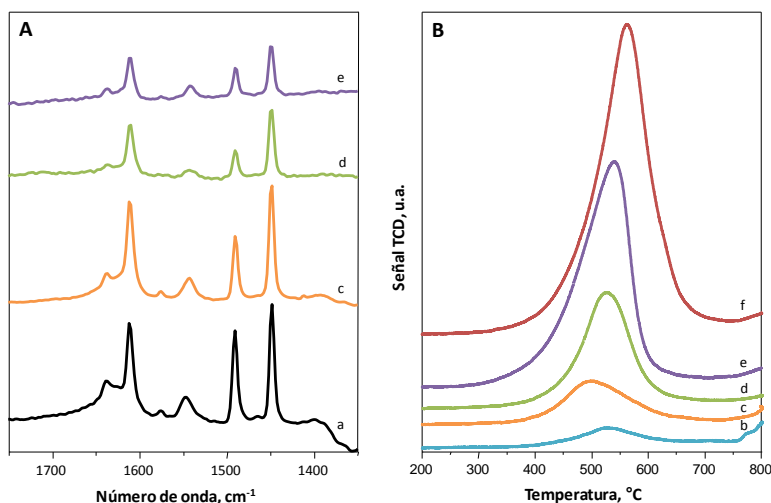 A
e
d
c
a
1700 1600 1500 1400
Número de onda, cm-1
B
Señal TCD, u.a.
f
e
d
c
b
200 300 400 500 600 700 800
Temperatura, °C